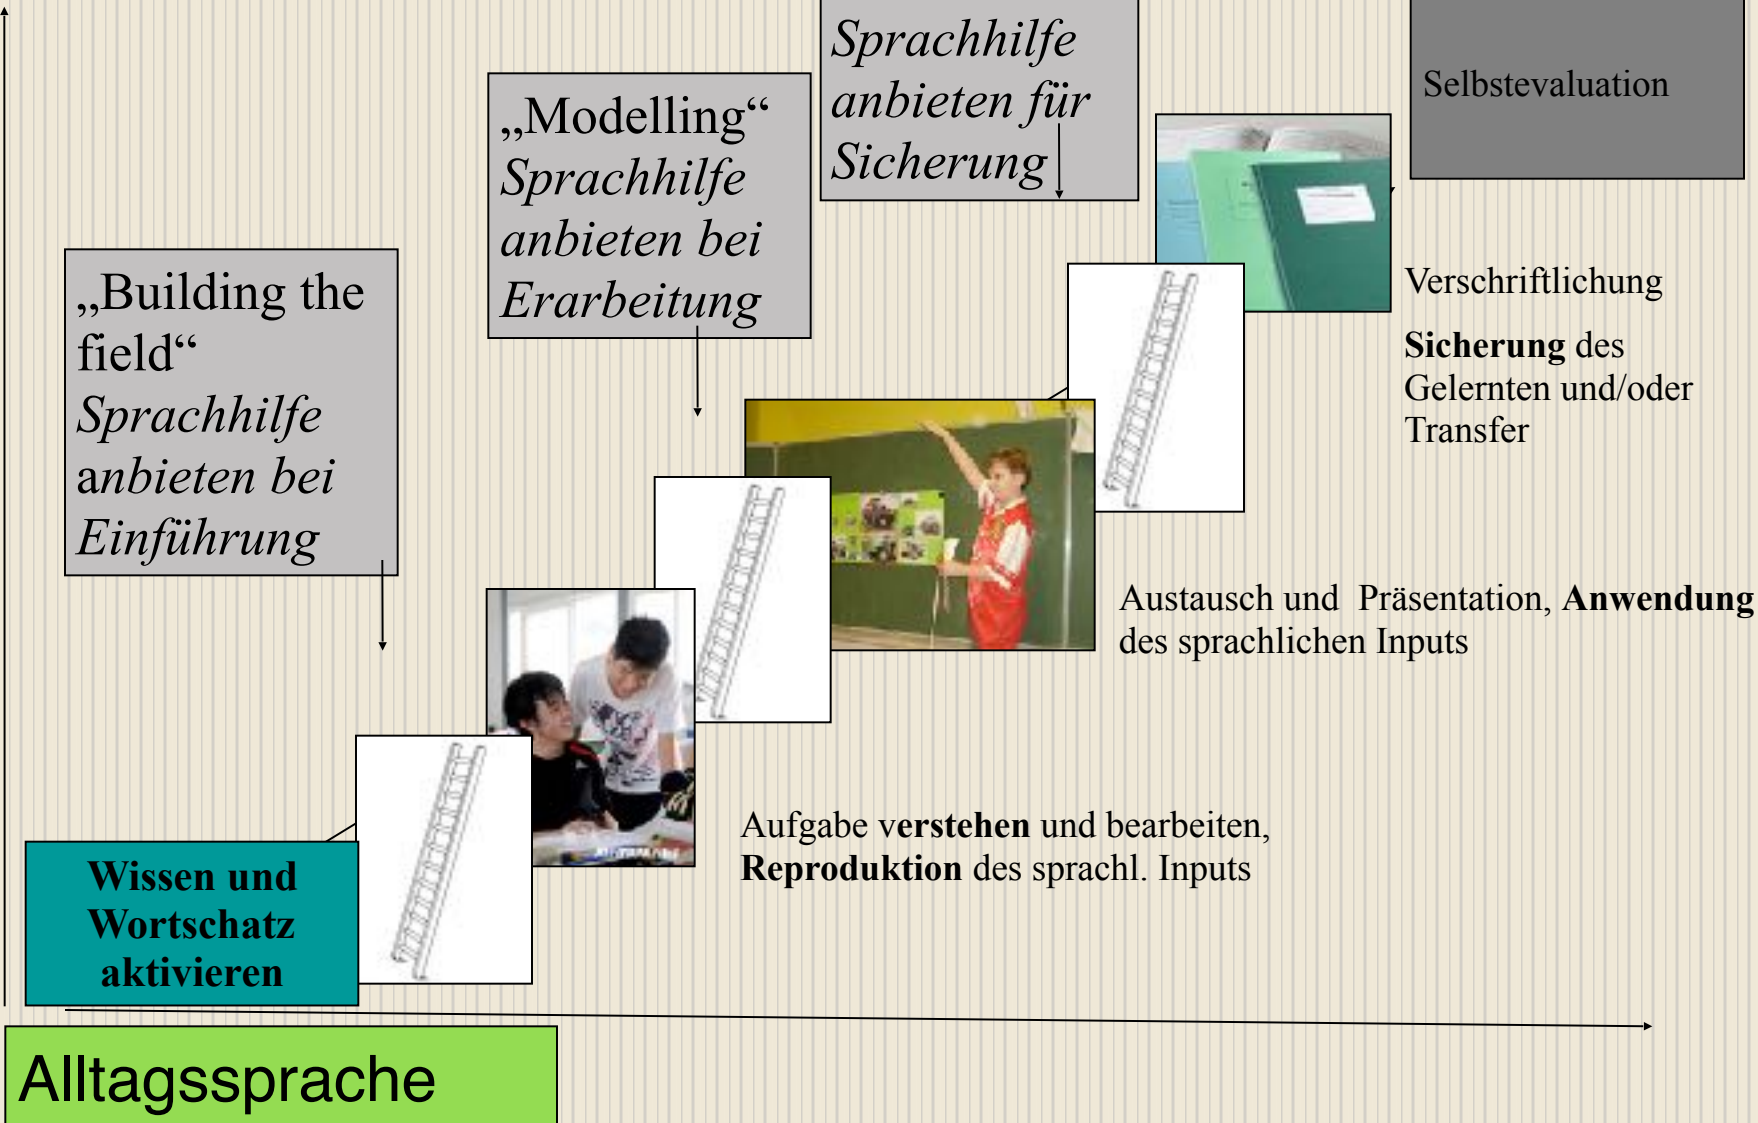 Sprachhilfe
anbieten für
Sicherung
Selbstevaluation
„Modelling“
Sprachhilfe
anbieten bei
Erarbeitung
„Building the
field“
Sprachhilfe
anbieten bei
Einführung
Verschriftlichung
Sicherung des
Gelernten und/oder
Transfer
Austausch und  Präsentation, Anwendung
des sprachlichen Inputs
Aufgabe verstehen und bearbeiten,
Reproduktion des sprachl. Inputs
Wissen und
Wortschatz
aktivieren
Alltagssprache